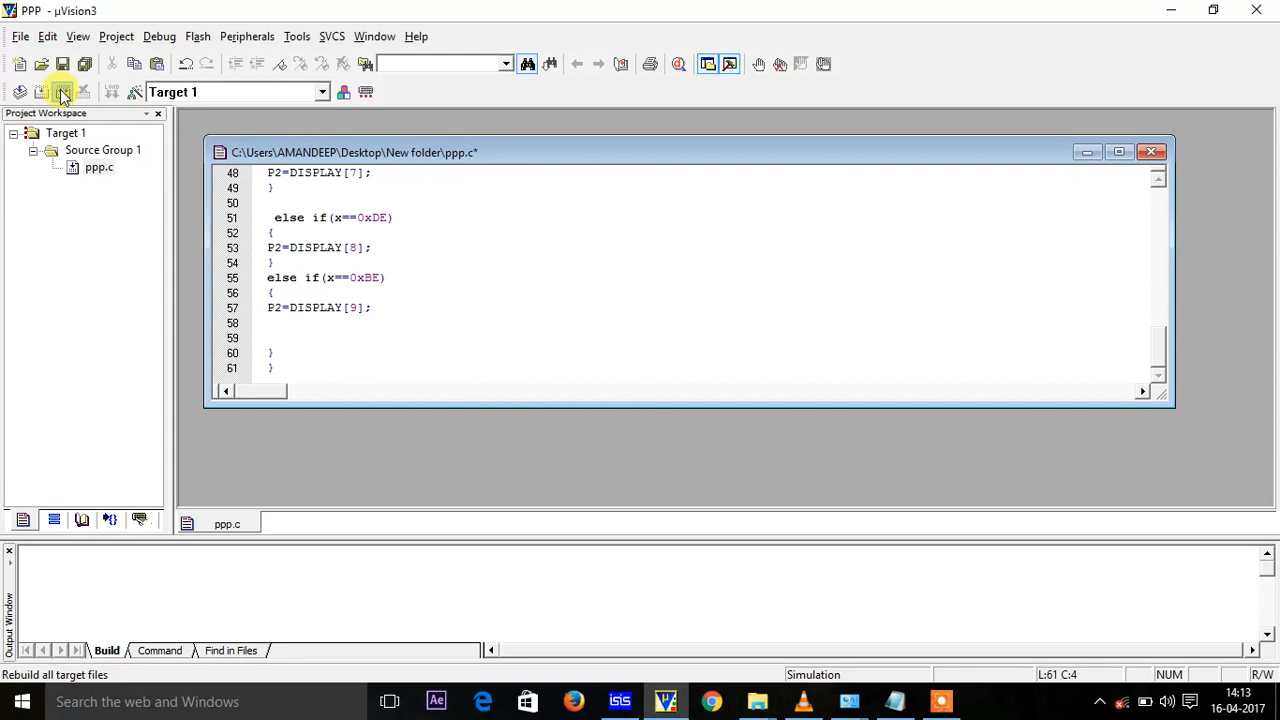 PPP - µVision3
File Edit View Project Debug Flash Peripherals Tools SVCS Window Help
Target 1
Project Workspace
Target 1
Source Group 1
ppp.c
C:\Users\AMANDEEP\Desktop\New folder\ppp.c*
48 P2=DISPLAY[7];
49 }
50
51 else if(x==0xDE)
52 {
53 P2=DISPLAY[8];
54 }
55 else if(x==0xBE)
56 {
57 P2=DISPLAY[9];
58
59
60 }
61 }
ppp.c
Output Window
Build Command Find in Files
Rebuild all target files Simulation L:61 C:4 NUM R/W
Search the web and Windows
Ae
isis
14:13
16-04-2017